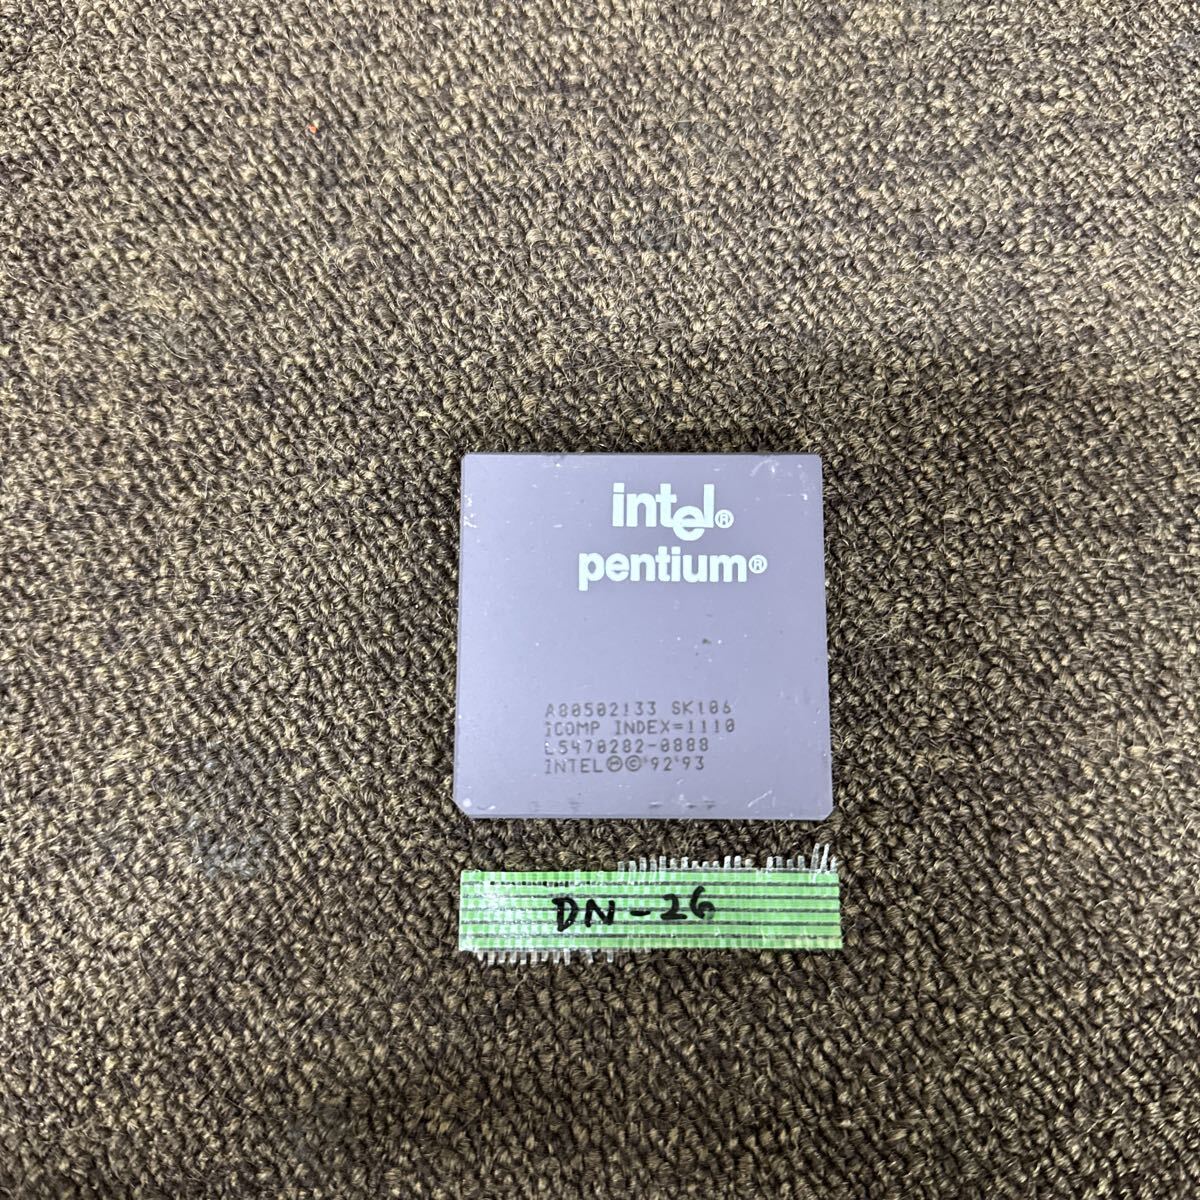 intel®
pentium®
A80502133 SK106
ICOMP INDEX=1110
L5470282-0888
INTEL Ⓜ © '92 '93
DN-26